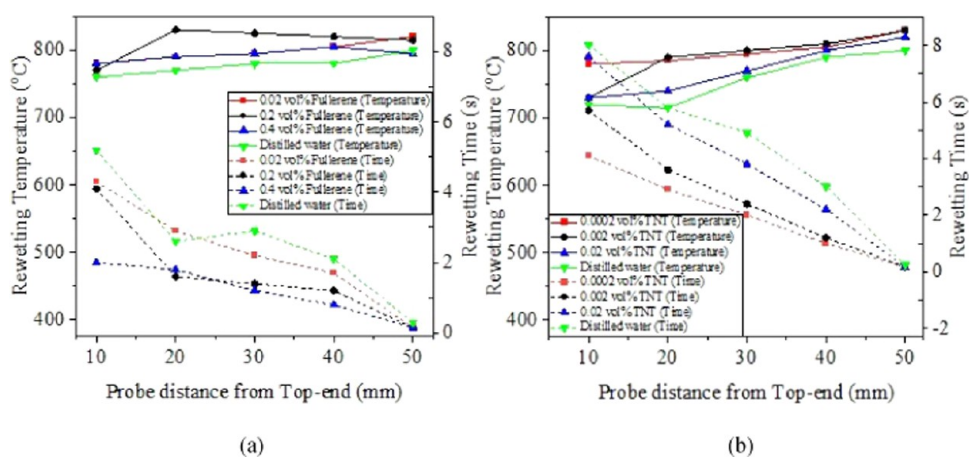 Rewetting Temperature (°C)
800
700
600
500
400
0.02 vol%Fullerene (Temperature)
0.2 vol%Fullerene (Temperature)
0.4 vol%Fullerene (Temperature)
Distilled water (Temperature)
0.02 vol%Fullerene (Time)
0.2 vol%Fullerene (Time)
0.4 vol%Fullerene (Time)
Distilled water (Time)
8
6
4
2
0
Rewetting Time (s)
10 20 30 40 50
Probe distance from Top-end (mm)
(a)
Rewetting Temperature (°C)
800
700
600
500
400
0.0002 vol%TNT (Temperature)
0.002 vol%TNT (Temperature)
0.02 vol%TNT (Temperature)
Distilled water (Temperature)
0.0002 vol%TNT (Time)
0.002 vol%TNT (Time)
0.02 vol%TNT (Time)
Distilled water (Time)
8
6
4
2
0
-2
Rewetting Time (s)
10 20 30 40 50
Probe distance from Top-end (mm)
(b)